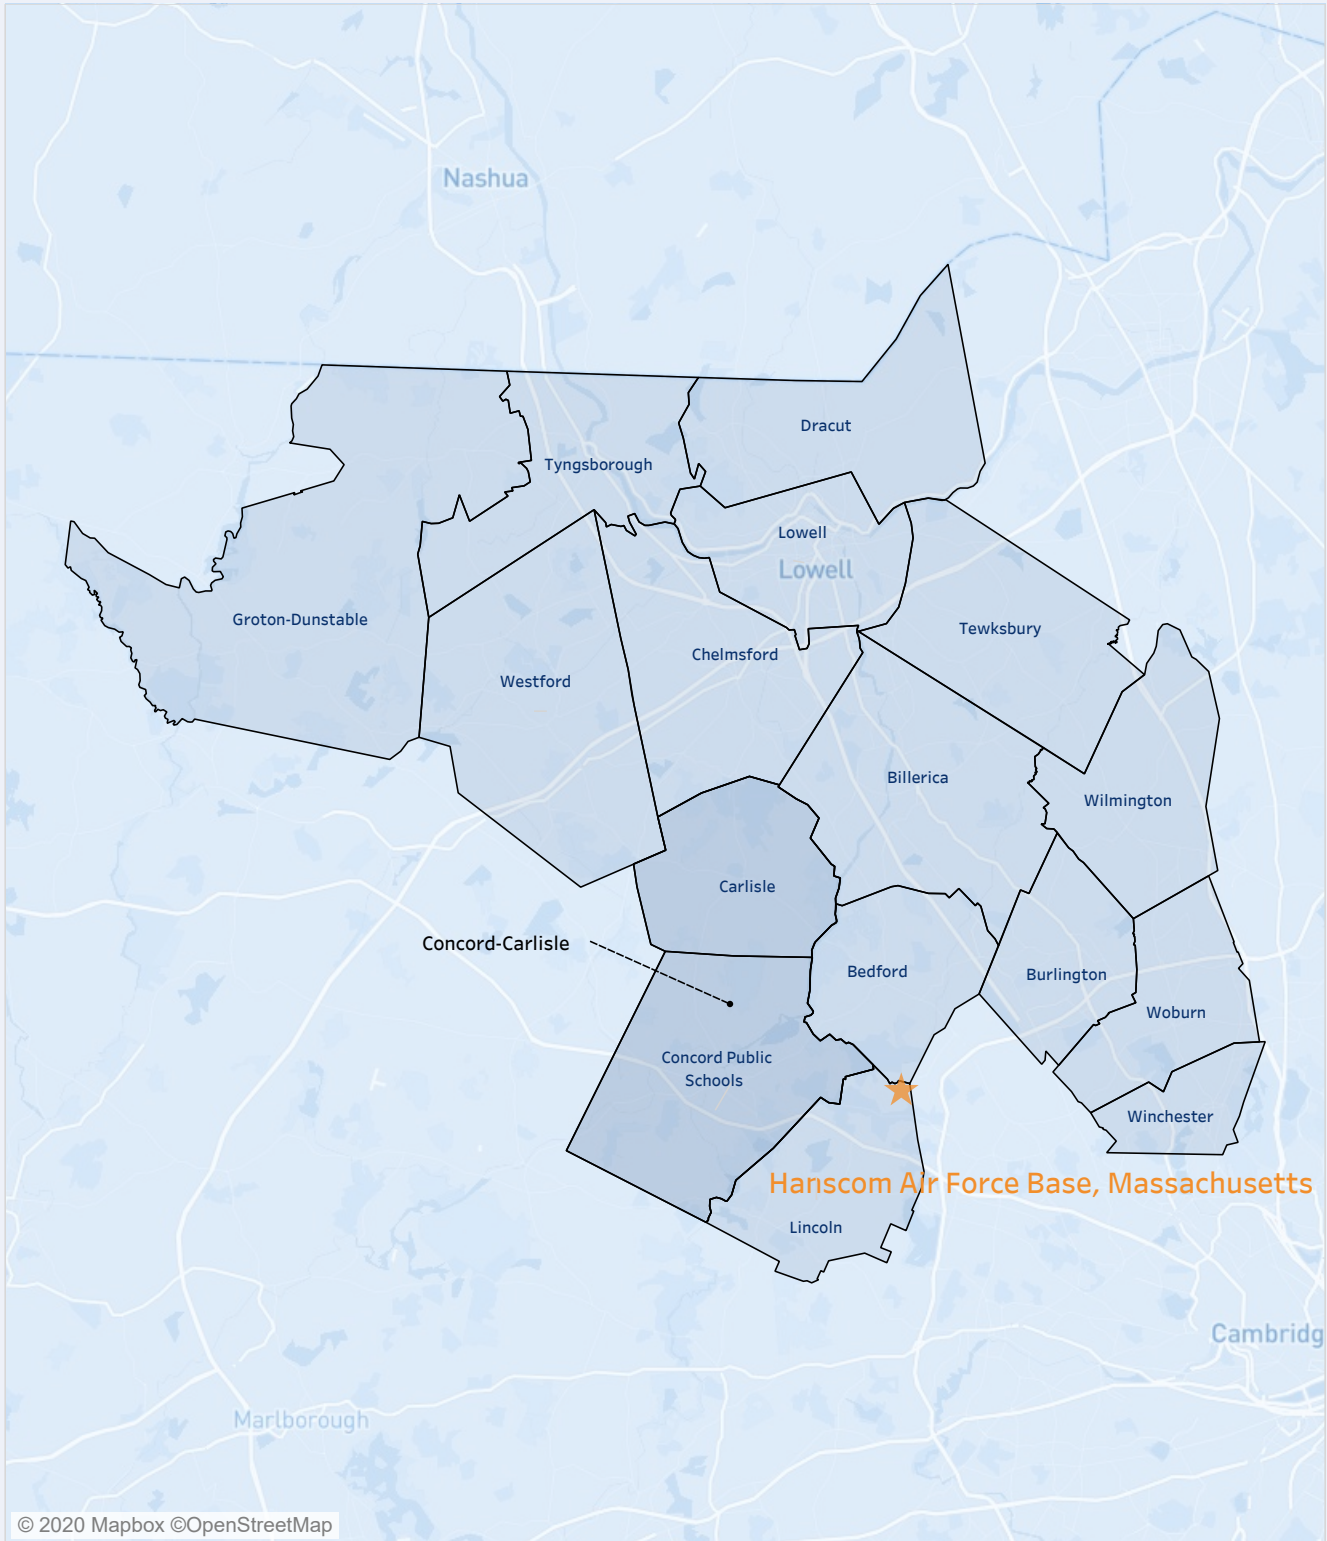 Nashua
Dracut
Tyngsborough
Lowell
Lowell
Groton-Dunstable
Tewksbury
Chelmsford
Westford
Billerica
Wilmington
Carlisle
Concord-Carlisle
Bedford
Burlington
Woburn
Concord Public
Schools
Winchester
Hanscom Air Force Base, Massachusetts
Lincoln
Cambridg
Marlborough
© 2020 Mapbox ©OpenStreetMap